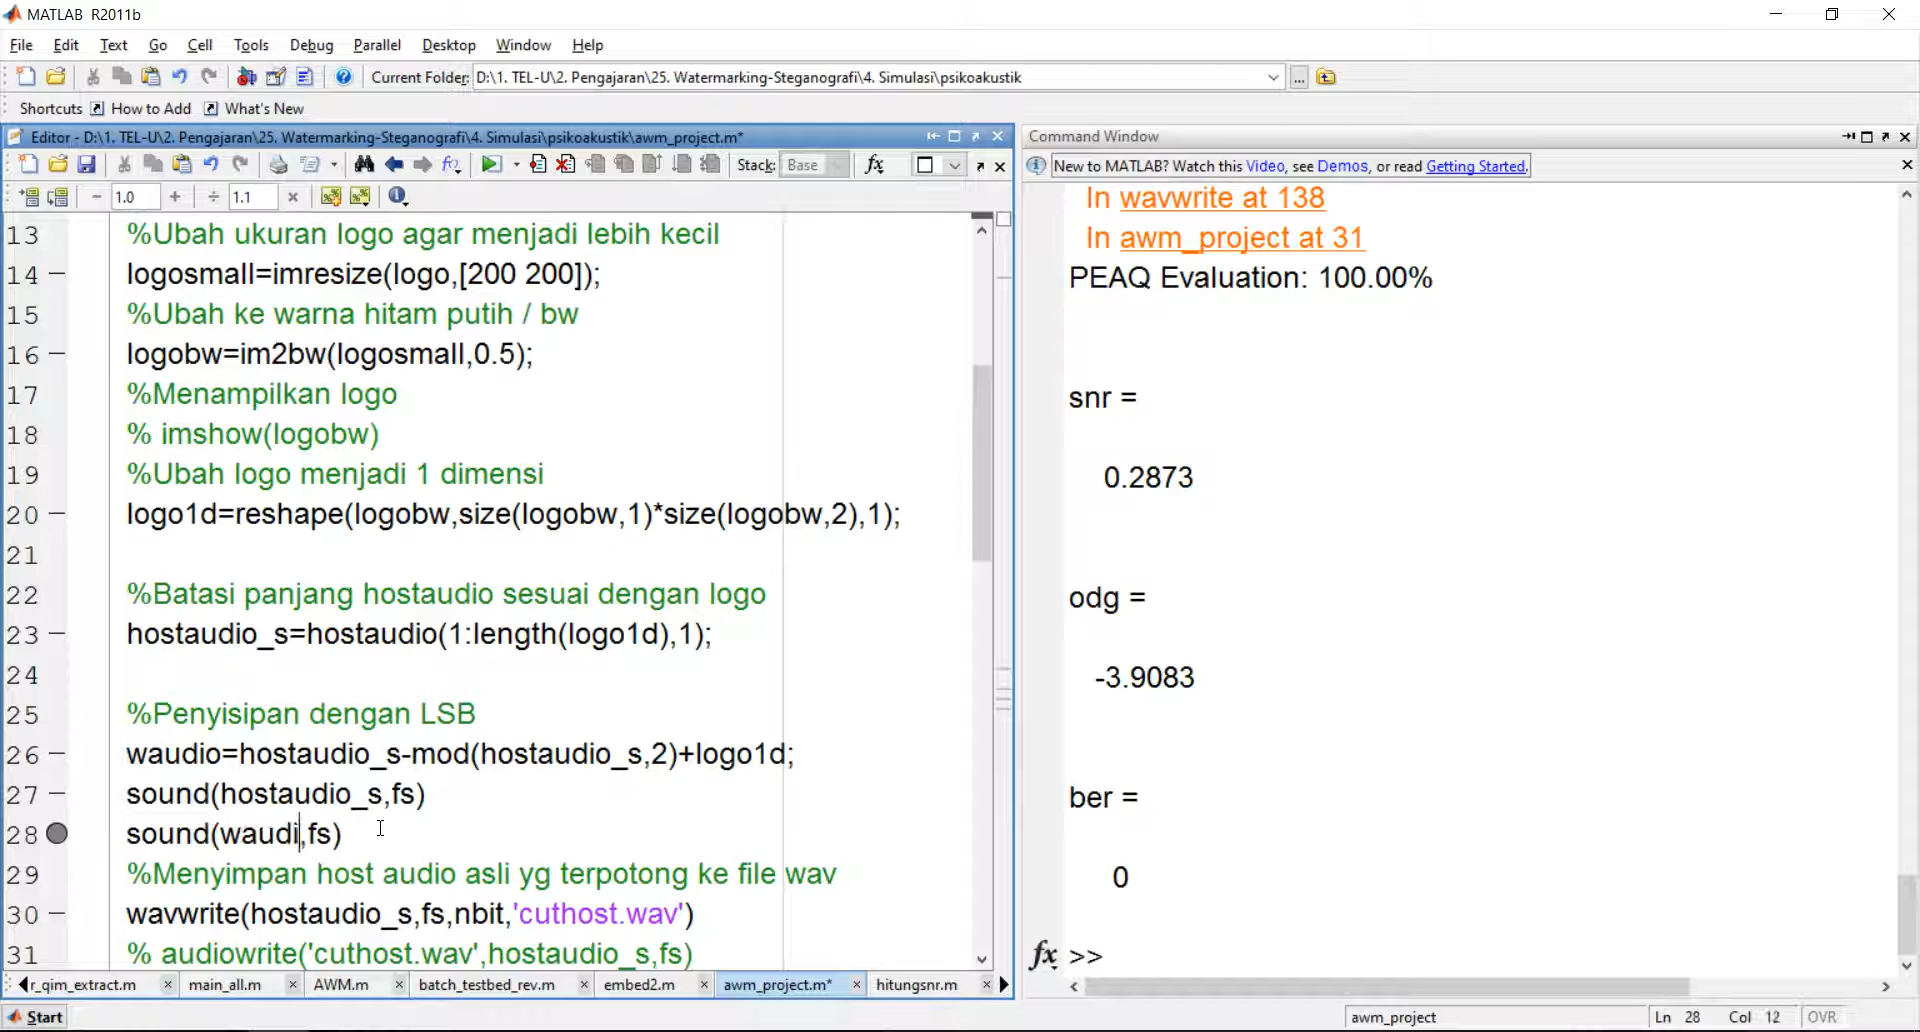 MATLAB R2011b
File Edit Text Go Cell Tools Debug Parallel Desktop Window Help
Current Folder: D:\1. TEL-U\2. Pengajaran\25. Watermarking-Steganografi\4. Simulasi\psikoakustik
Shortcuts How to Add What's New
Editor - D:\1. TEL-U\2. Pengajaran\25. Watermarking-Steganografi\4. Simulasi\psikoakustik\awm_project.m*
Stack: Base fx
- 1.0 + ÷ 1.1 ×
13 %Ubah ukuran logo agar menjadi lebih kecil
14 – logosmall=imresize(logo,[200 200]);
15 %Ubah ke warna hitam putih / bw
16 – logobw=im2bw(logosmall,0.5);
17 %Menampilkan logo
18 % imshow(logobw)
19 %Ubah logo menjadi 1 dimensi
20 – logo1d=reshape(logobw,size(logobw,1)*size(logobw,2),1);
21
22 %Batasi panjang hostaudio sesuai dengan logo
23 – hostaudio_s=hostaudio(1:length(logo1d),1);
24
25 %Penyisipan dengan LSB
26 – waudio=hostaudio_s-mod(hostaudio_s,2)+logo1d;
27 – sound(hostaudio_s,fs)
28 sound(waudi,fs)
29 %Menyimpan host audio asli yg terpotong ke file wav
30 – wavwrite(hostaudio_s,fs,nbit,'cuthost.wav')
31 % audiowrite('cuthost.wav',hostaudio_s,fs)
r_qim_extract.m × main_all.m × AWM.m × batch_testbed_rev.m × embed2.m × awm_project.m* × hitungsnr.m ×
Command Window
New to MATLAB? Watch this Video, see Demos, or read Getting Started.
In wavwrite at 138
In awm_project at 31
PEAQ Evaluation: 100.00%
snr =
0.2873
odg =
-3.9083
ber =
0
fx >>
Start
awm_project Ln 28 Col 12 OVR